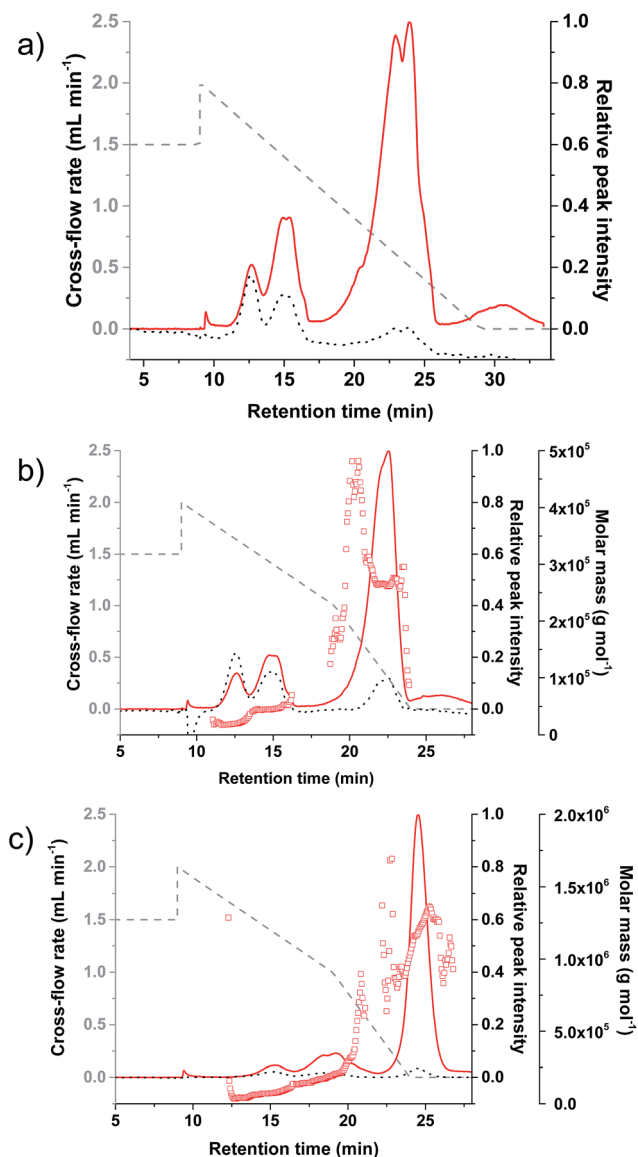 a)
Cross-flow rate (mL min⁻¹)
2.5
2.0
1.5
1.0
0.5
0.0
1.0
0.8
0.6
0.4
0.2
0.0
Relative peak intensity
5 10 15 20 25 30
Retention time (min)
b)
Cross-flow rate (mL min⁻¹)
2.5
2.0
1.5
1.0
0.5
0.0
1.0
0.8
0.6
0.4
0.2
0.0
Relative peak intensity
5x10⁵
4x10⁵
3x10⁵
2x10⁵
1x10⁵
0
Molar mass (g mol⁻¹)
5 10 15 20 25
Retention time (min)
c)
Cross-flow rate (mL min⁻¹)
2.5
2.0
1.5
1.0
0.5
0.0
1.0
0.8
0.6
0.4
0.2
0.0
Relative peak intensity
2.0x10⁶
1.5x10⁶
1.0x10⁶
5.0x10⁵
0.0
Molar mass (g mol⁻¹)
5 10 15 20 25
Retention time (min)